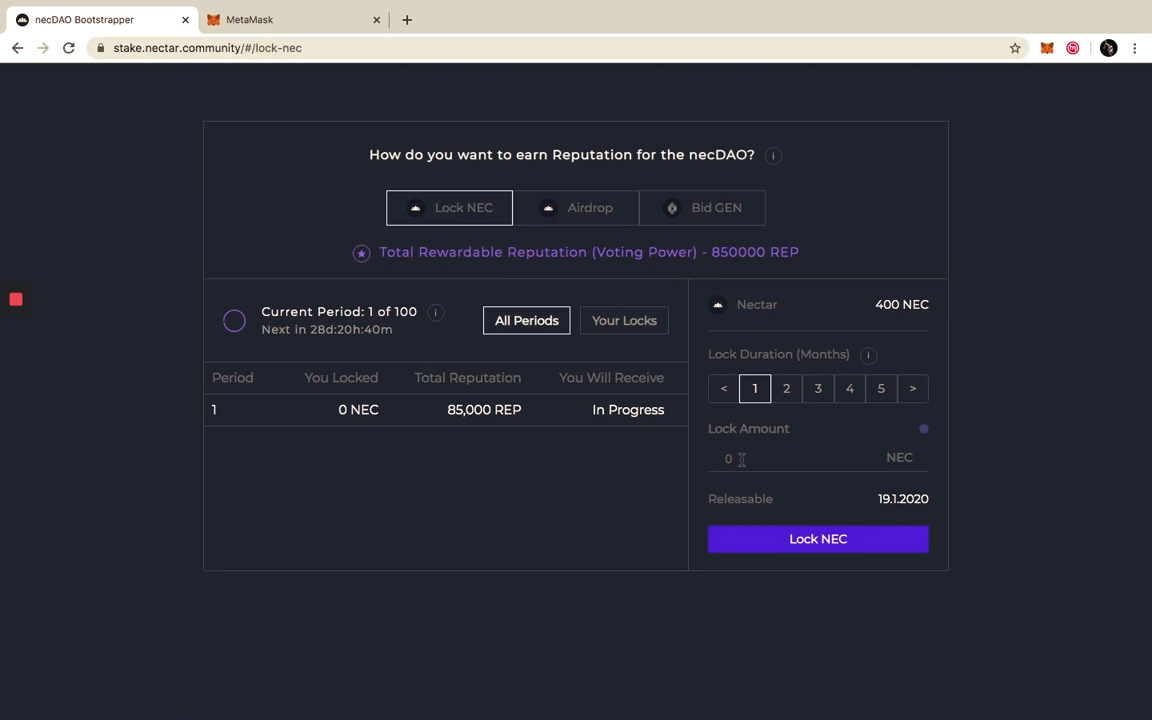 necDAO Bootstrapper
MetaMask
stake.nectar.community/#/lock-nec
How do you want to earn Reputation for the necDAO? i
Lock NEC
Airdrop
Bid GEN
Total Rewardable Reputation (Voting Power) - 850000 REP
Current Period: 1 of 100 i
Next in 28d:20h:40m
All Periods
Your Locks
Period You Locked Total Reputation You Will Receive
1 0 NEC 85,000 REP In Progress
Nectar 400 NEC
Lock Duration (Months) i
< 1 2 3 4 5 >
Lock Amount
0 NEC
Releasable 19.1.2020
Lock NEC